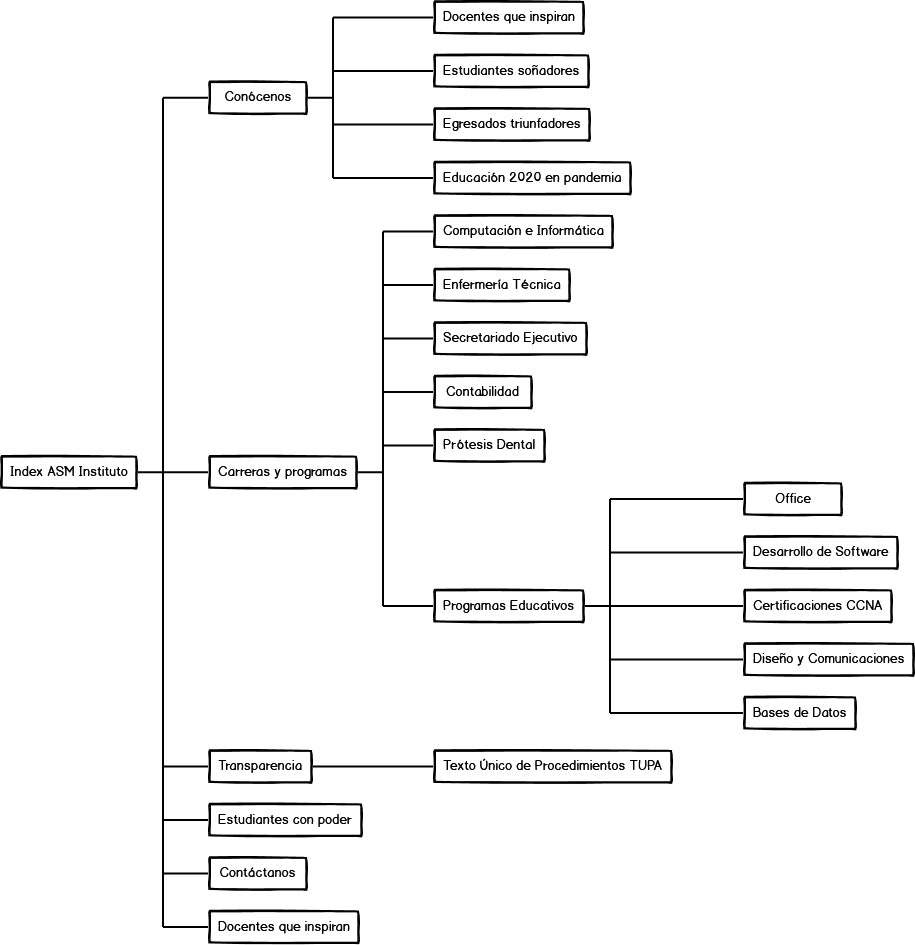 Docentes que inspiran
Estudiantes soñadores
Conócenos
Egresados triunfadores
Educación 2020 en pandemia
Computación e Informática
Enfermería Técnica
Secretariado Ejecutivo
Contabilidad
Prótesis Dental
Index ASM Instituto
Carreras y programas
Office
Desarrollo de Software
Programas Educativos
Certificaciones CCNA
Diseño y Comunicaciones
Bases de Datos
Transparencia
Texto Único de Procedimientos TUPA
Estudiantes con poder
Contáctanos
Docentes que inspiran